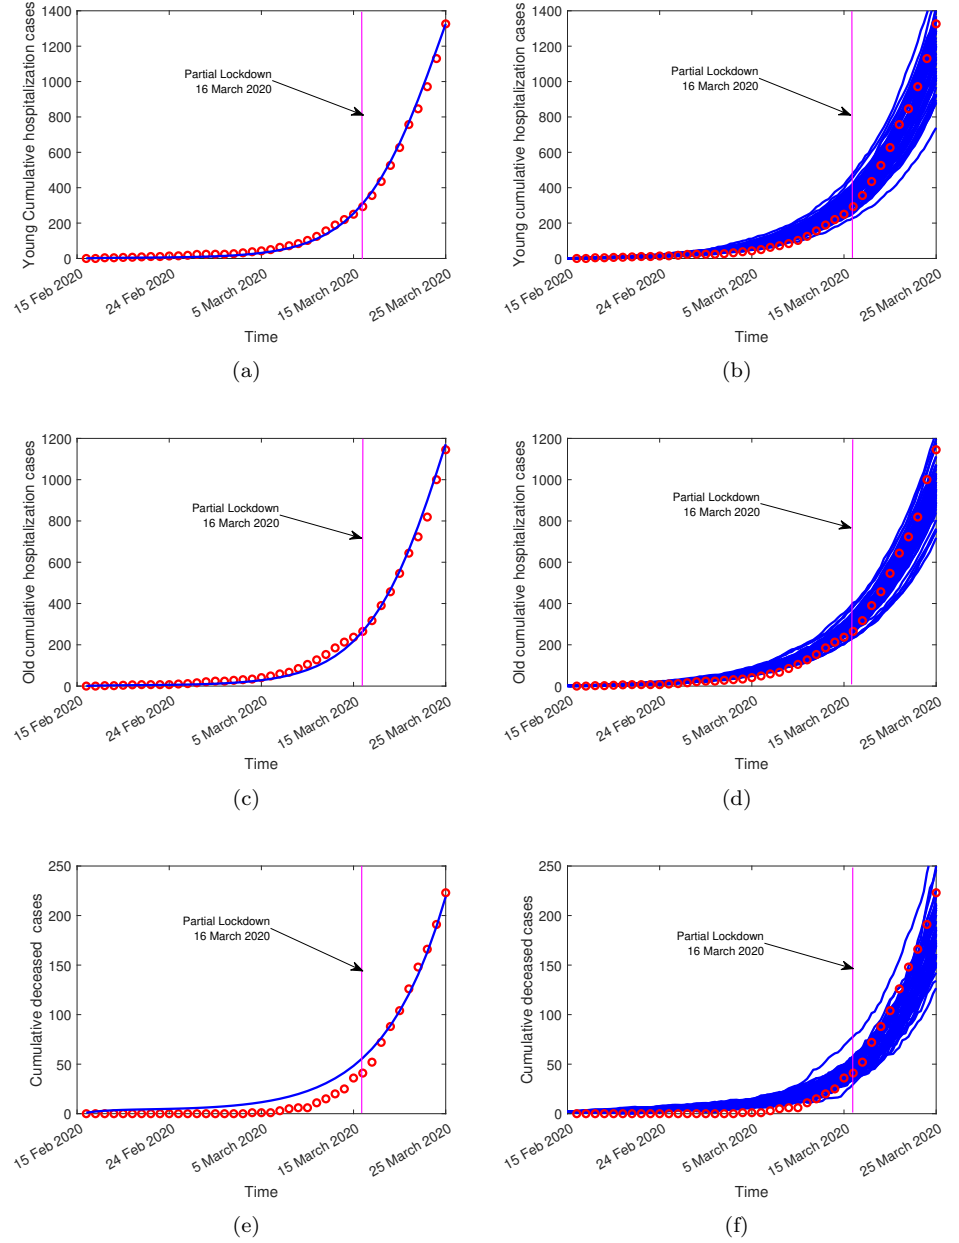 Young Cumulative hospitalization cases
1400
1200
1000
800
600
400
200
0
Partial Lockdown
16 March 2020
15 Feb 2020
24 Feb 2020
5 March 2020
15 March 2020
25 March 2020
Time
(a)
Young cumulative hospitalization cases
1400
1200
1000
800
600
400
200
0
Partial Lockdown
16 March 2020
15 Feb 2020
24 Feb 2020
5 March 2020
15 March 2020
25 March 2020
Time
(b)
Old cumulative hospitalization cases
1200
1000
800
600
400
200
0
Partial Lockdown
16 March 2020
15 Feb 2020
24 Feb 2020
5 March 2020
15 March 2020
25 March 2020
Time
(c)
Old cumulative hospitalization cases
1200
1000
800
600
400
200
0
Partial Lockdown
16 March 2020
15 Feb 2020
24 Feb 2020
5 March 2020
15 March 2020
25 March 2020
Time
(d)
Cumulative deceased cases
250
200
150
100
50
0
Partial Lockdown
16 March 2020
15 Feb 2020
24 Feb 2020
5 March 2020
15 March 2020
25 March 2020
Time
(e)
Cumulative deceased cases
250
200
150
100
50
0
Partial Lockdown
16 March 2020
15 Feb 2020
24 Feb 2020
5 March 2020
15 March 2020
25 March 2020
Time
(f)